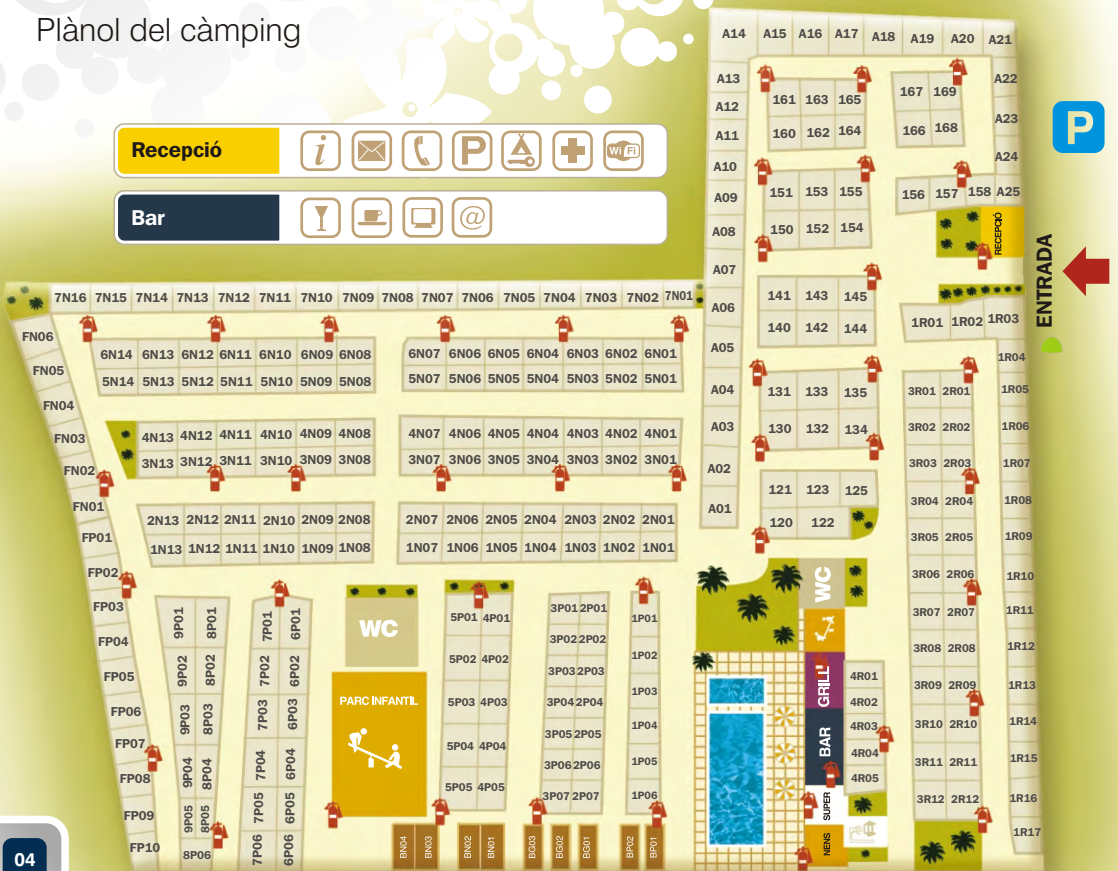 Plànol del càmping
Recepció i P WiFi
Bar @
P
ENTRADA
RECEPCIÓ
A14 A15 A16 A17 A18 A19 A20 A21
A13 A22
A12 A23
A11 A24
A10 A25
A09
A08
A07
A06
A05
A04
A03
A02
A01
161 163 165
160 162 164
167 169
166 168
151 153 155
150 152 154
156 157 158
141 143 145
140 142 144
131 133 135
130 132 134
121 123 125
120 122
1R01 1R02 1R03
1R04
1R05
1R06
1R07
1R08
1R09
1R10
1R11
1R12
1R13
1R14
1R15
1R16
1R17
3R01 2R01
3R02 2R02
3R03 2R03
3R04 2R04
3R05 2R05
3R06 2R06
3R07 2R07
3R08 2R08
3R09 2R09
3R10 2R10
3R11 2R11
3R12 2R12
7N16 7N15 7N14 7N13 7N12 7N11 7N10 7N09 7N08 7N07 7N06 7N05 7N04 7N03 7N02 7N01
6N14 6N13 6N12 6N11 6N10 6N09 6N08
5N14 5N13 5N12 5N11 5N10 5N09 5N08
6N07 6N06 6N05 6N04 6N03 6N02 6N01
5N07 5N06 5N05 5N04 5N03 5N02 5N01
4N13 4N12 4N11 4N10 4N09 4N08
3N13 3N12 3N11 3N10 3N09 3N08
4N07 4N06 4N05 4N04 4N03 4N02 4N01
3N07 3N06 3N05 3N04 3N03 3N02 3N01
2N13 2N12 2N11 2N10 2N09 2N08
1N13 1N12 1N11 1N10 1N09 1N08
2N07 2N06 2N05 2N04 2N03 2N02 2N01
1N07 1N06 1N05 1N04 1N03 1N02 1N01
FN06
FN05
FN04
FN03
FN02
FN01
FP01
FP02
FP03
FP04
FP05
FP06
FP07
FP08
FP09
FP10
9P01 8P01
9P02 8P02
9P03 8P03
9P04 8P04
9P05 8P05
8P06
7P01 6P01
7P02 6P02
7P03 6P03
7P04 6P04
7P05 6P05
7P06 6P06
WC
PARC INFANTIL
5P01 4P01
5P02 4P02
5P03 4P03
5P04 4P04
5P05 4P05
3P01 2P01
3P02 2P02
3P03 2P03
3P04 2P04
3P05 2P05
3P06 2P06
3P07 2P07
1P01
1P02
1P03
1P04
1P05
1P06
BN04 BN03 BN02 BN01 BG03 BG02 BG01 BP02 BP01
WC
GRILL
BAR
SUPER
NENS
4R01
4R02
4R03
4R04
4R05
04